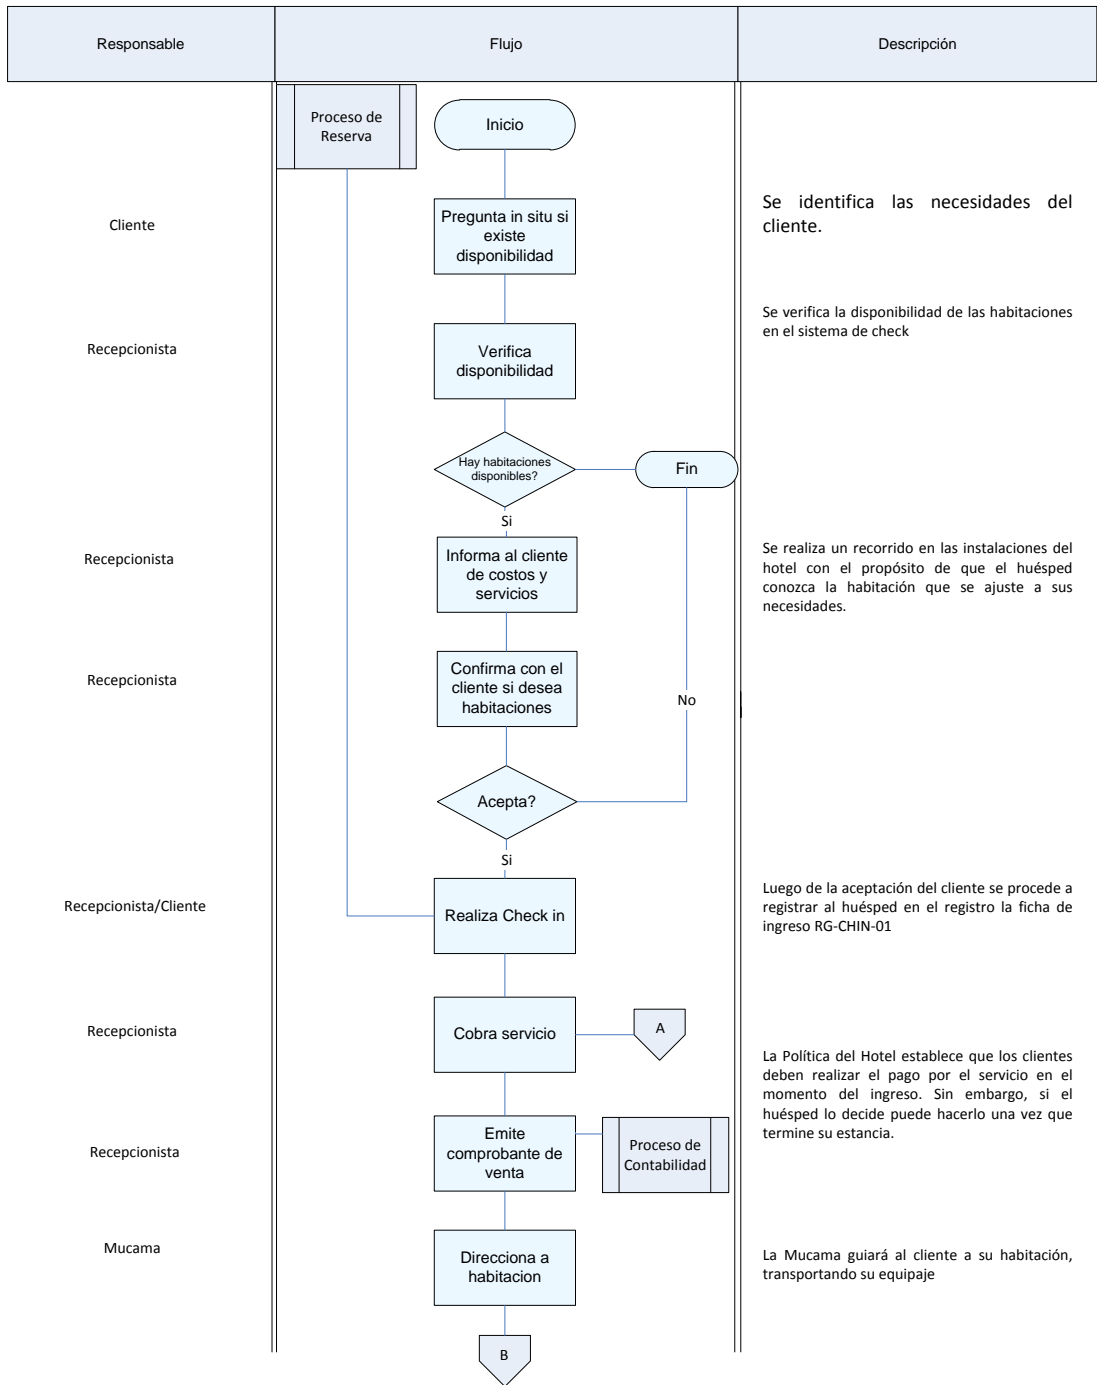 Responsable
Flujo
Descripción
Proceso de
Reserva
Inicio
Cliente
Pregunta in situ si
existe
disponibilidad
Se identifica las necesidades del
cliente.
Recepcionista
Verifica
disponibilidad
Se verifica la disponibilidad de las habitaciones
en el sistema de check
Hay habitaciones
disponibles?
Fin
Si
Recepcionista
Informa al cliente
de costos y
servicios
Se realiza un recorrido en las instalaciones del
hotel con el propósito de que el huésped
conozca la habitación que se ajuste a sus
necesidades.
Recepcionista
Confirma con el
cliente si desea
habitaciones
No
Acepta?
Si
Recepcionista/Cliente
Realiza Check in
Luego de la aceptación del cliente se procede a
registrar al huésped en el registro la ficha de
ingreso RG-CHIN-01
Recepcionista
Cobra servicio
A
La Política del Hotel establece que los clientes
deben realizar el pago por el servicio en el
momento del ingreso. Sin embargo, si el
huésped lo decide puede hacerlo una vez que
termine su estancia.
Recepcionista
Emite
comprobante de
venta
Proceso de
Contabilidad
Mucama
Direcciona a
habitacion
La Mucama guiará al cliente a su habitación,
transportando su equipaje
B